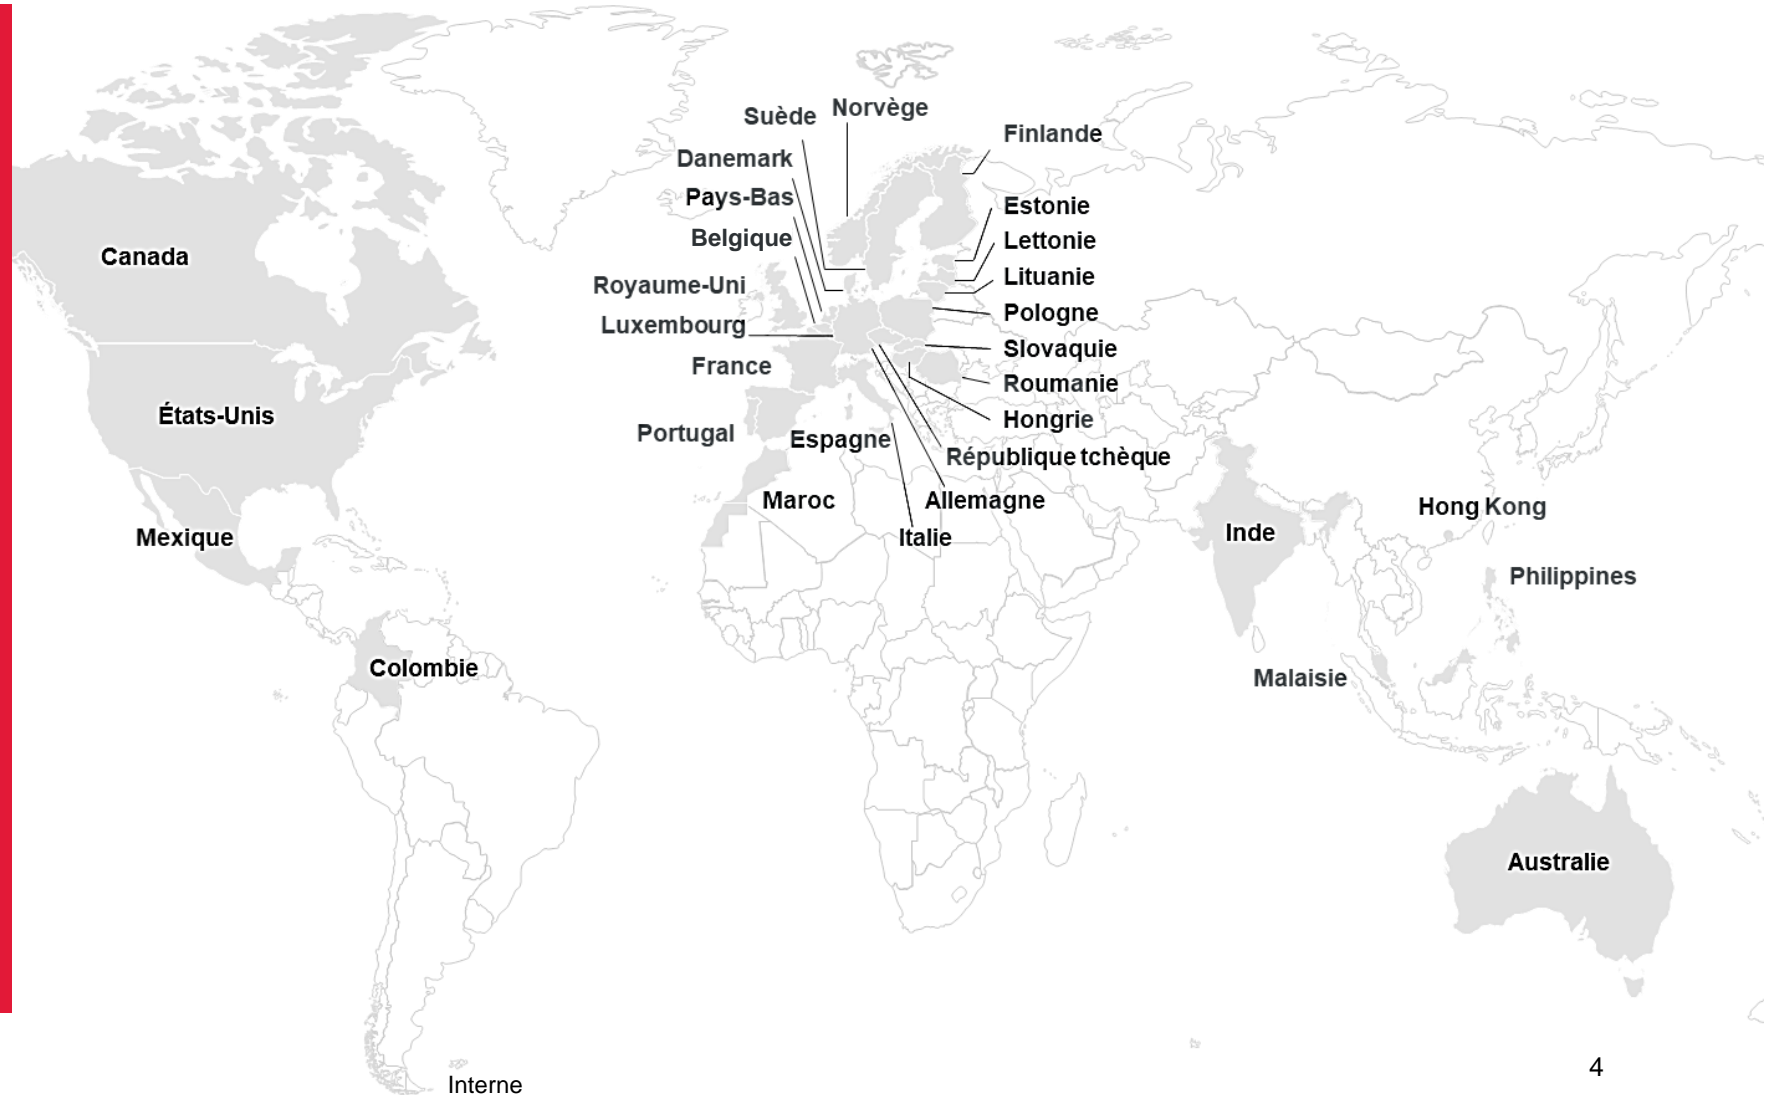 Suède
Norvège
Finlande
Danemark
Pays-Bas
Estonie
Belgique
Lettonie
Canada
Lituanie
Royaume-Uni
Pologne
Luxembourg
Slovaquie
France
Roumanie
États-Unis
Hongrie
Portugal
Espagne
République tchèque
Maroc
Allemagne
Hong Kong
Mexique
Italie
Inde
Philippines
Colombie
Malaisie
Australie
4
Interne